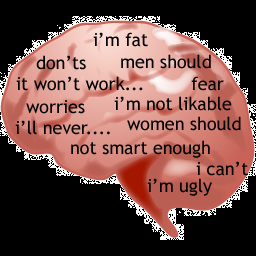 i'm fat
don'ts men should
it won't work... fear
worries i'm not likable
i'll never.... women should
not smart enough
i can't
i'm ugly